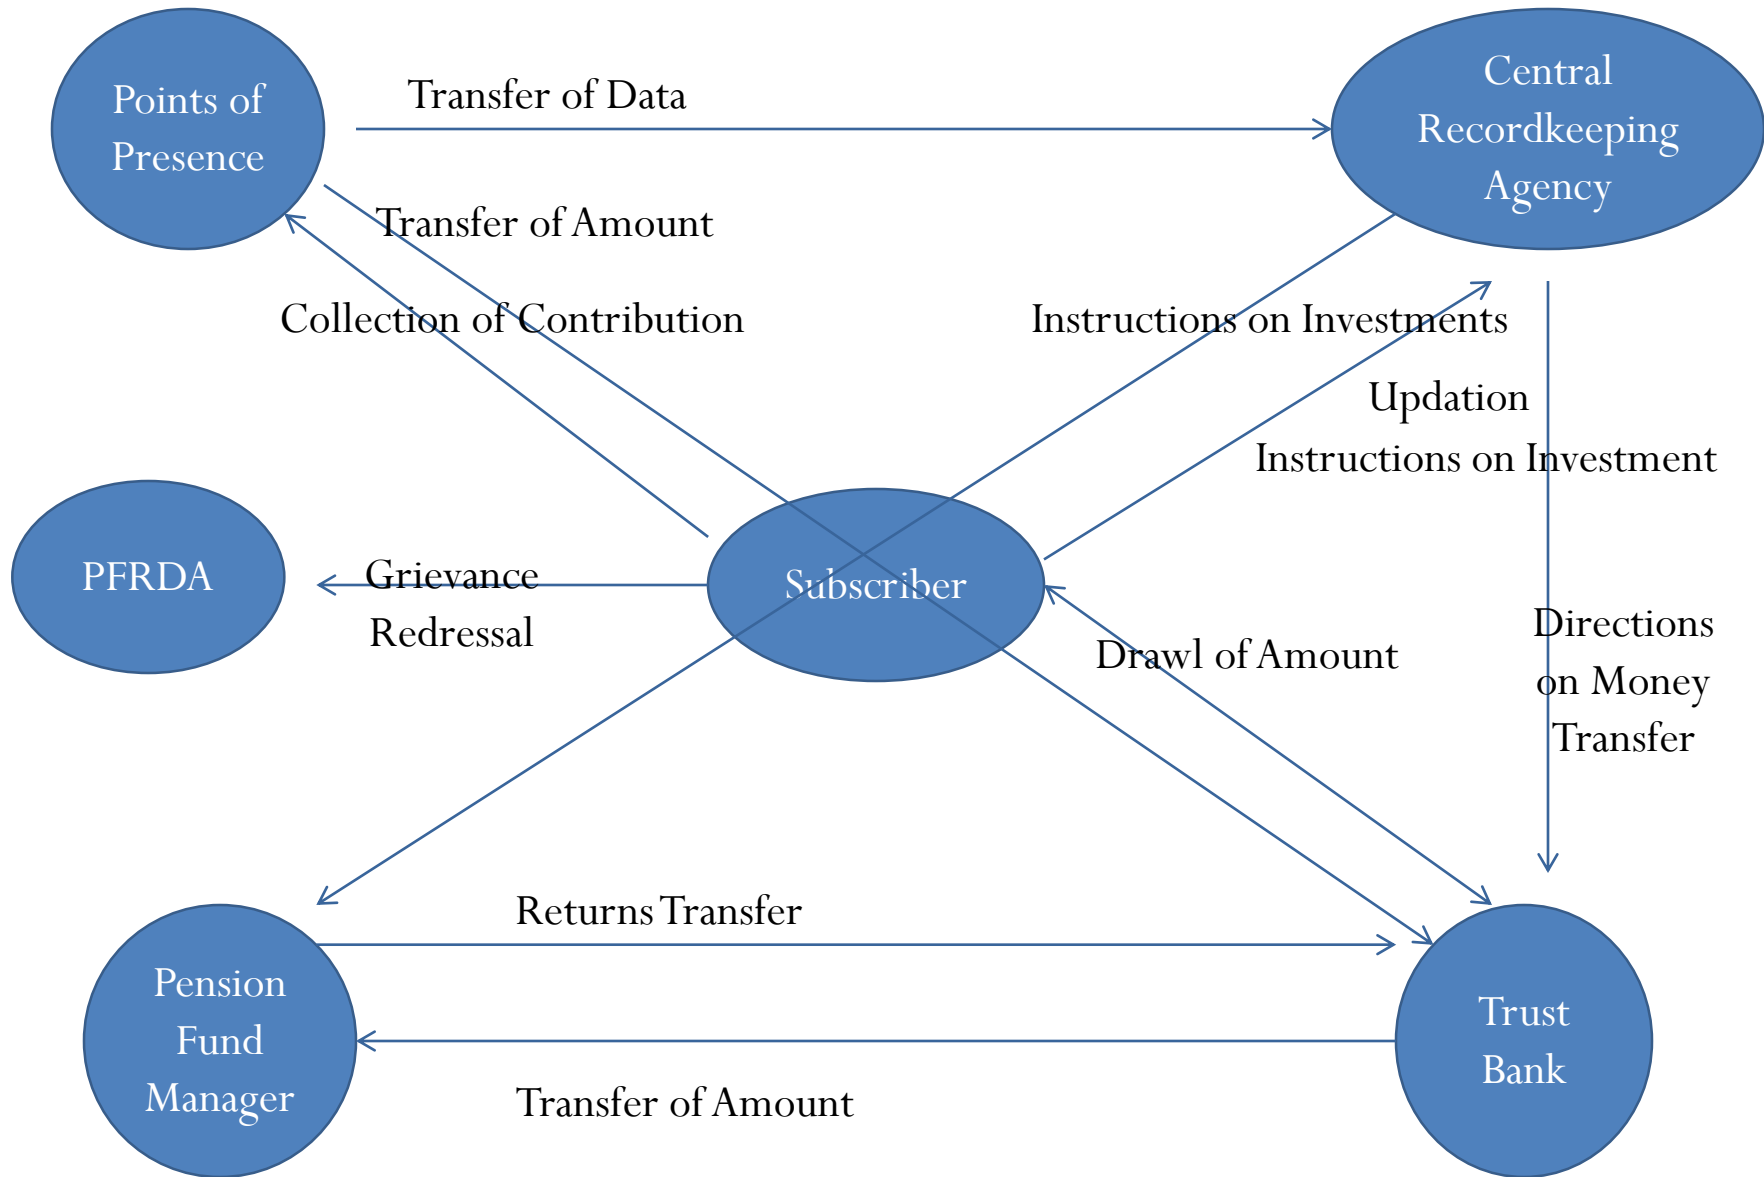 Points of
Presence
Transfer of Data
Central
Recordkeeping
Agency
Transfer of Amount
Collection of Contribution
Instructions on Investments
Updation
Instructions on Investment
PFRDA
Grievance
Redressal
Subscriber
Drawl of Amount
Directions
on Money
Transfer
Returns Transfer
Pension
Fund
Manager
Trust
Bank
Transfer of Amount